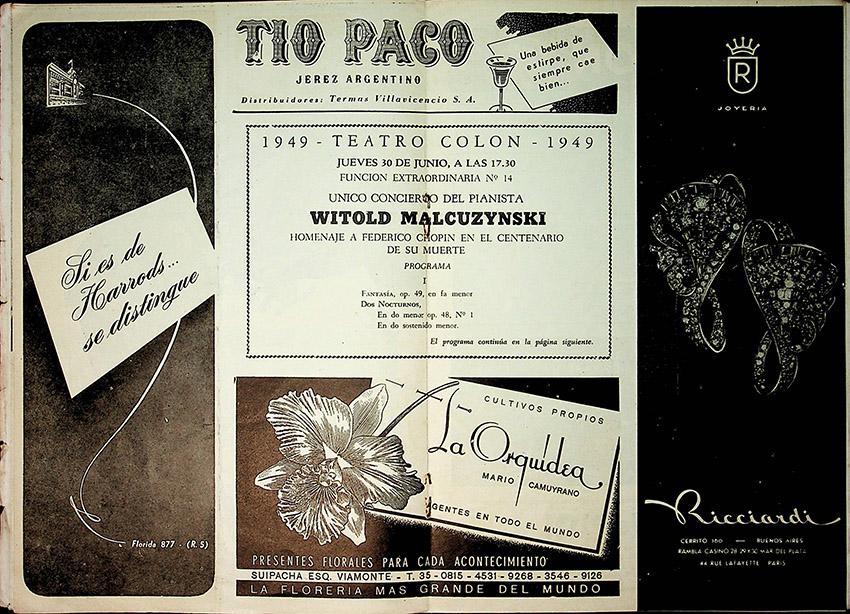 Si es de
Harrods...
se distingue
Florida 877 - (R. 5)
TIO PACO
JEREZ ARGENTINO
Distribuidores: Termas Villavicencio S. A.
Una bebida de
estirpe, que
siempre cae
bien...
1949 - TEATRO COLON - 1949
JUEVES 30 DE JUNIO, A LAS 17.30
FUNCION EXTRAORDINARIA Nº 14
UNICO CONCIERTO DEL PIANISTA
WITOLD MALCUZYNSKI
HOMENAJE A FEDERICO CHOPIN EN EL CENTENARIO
DE SU MUERTE
PROGRAMA
I
FANTASÍA, op. 49, en fa menor
DOS NOCTURNOS,
En do menor op. 48, Nº 1
En do sostenido menor.
El programa continúa en la página siguiente.
CULTIVOS PROPIOS
La Orquídea
MARIO CAMUYRANO
AGENTES EN TODO EL MUNDO
PRESENTES FLORALES PARA CADA ACONTECIMIENTO
SUIPACHA ESQ. VIAMONTE - T. 35 - 0815 - 4531 - 9268 - 3546 - 9126
LA FLORERIA MAS GRANDE DEL MUNDO
R
JOYERIA
Ricciardi
CERRITO 160 — BUENOS AIRES
RAMBLA CASINO 28 29 Y 30 MAR DEL PLATA
44 RUE LAFAYETTE PARIS